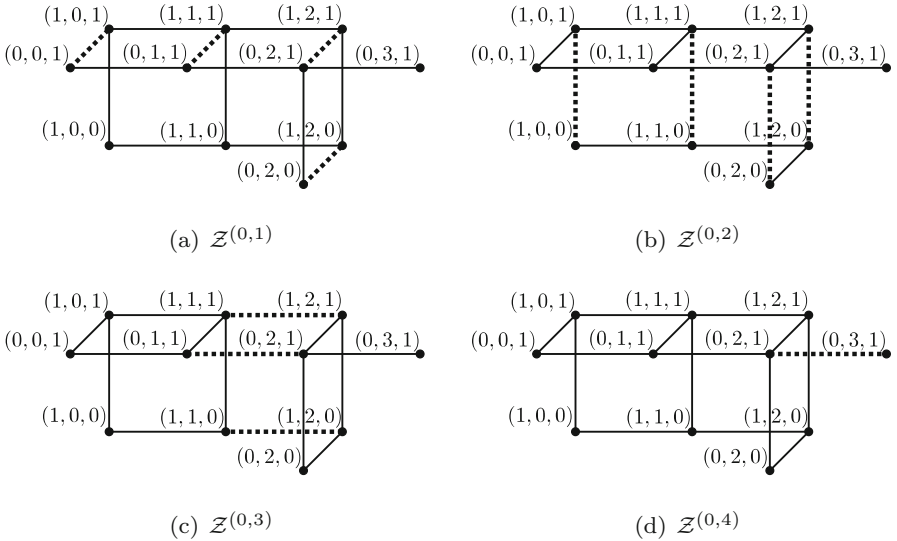 (1, 0, 1) (1, 1, 1) (1, 2, 1)
(0, 0, 1) (0, 1, 1) (0, 2, 1) (0, 3, 1)
(1, 0, 0) (1, 1, 0) (1, 2, 0)
(0, 2, 0)
(a) 𝒵^(0,1)
(1, 0, 1) (1, 1, 1) (1, 2, 1)
(0, 0, 1) (0, 1, 1) (0, 2, 1) (0, 3, 1)
(1, 0, 0) (1, 1, 0) (1, 2, 0)
(0, 2, 0)
(b) 𝒵^(0,2)
(1, 0, 1) (1, 1, 1) (1, 2, 1)
(0, 0, 1) (0, 1, 1) (0, 2, 1) (0, 3, 1)
(1, 0, 0) (1, 1, 0) (1, 2, 0)
(0, 2, 0)
(c) 𝒵^(0,3)
(1, 0, 1) (1, 1, 1) (1, 2, 1)
(0, 0, 1) (0, 1, 1) (0, 2, 1) (0, 3, 1)
(1, 0, 0) (1, 1, 0) (1, 2, 0)
(0, 2, 0)
(d) 𝒵^(0,4)